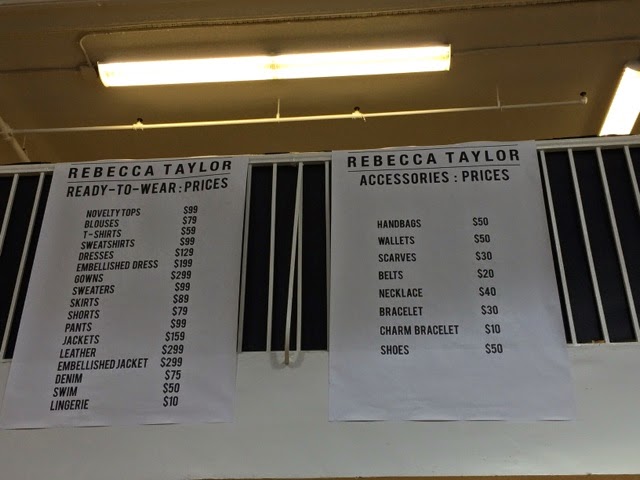 REBECCA TAYLOR
READY-TO-WEAR: PRICES
NOVELTY TOPS $99
BLOUSES $79
T-SHIRTS $59
SWEATSHIRTS $99
DRESSES $129
EMBELLISHED DRESS $199
GOWNS $299
SWEATERS $99
SKIRTS $89
SHORTS $79
PANTS $99
JACKETS $159
LEATHER $299
EMBELLISHED JACKET $299
DENIM $75
SWIM $50
LINGERIE $10
REBECCA TAYLOR
ACCESSORIES : PRICES
HANDBAGS $50
WALLETS $50
SCARVES $30
BELTS $20
NECKLACE $40
BRACELET $30
CHARM BRACELET $10
SHOES $50